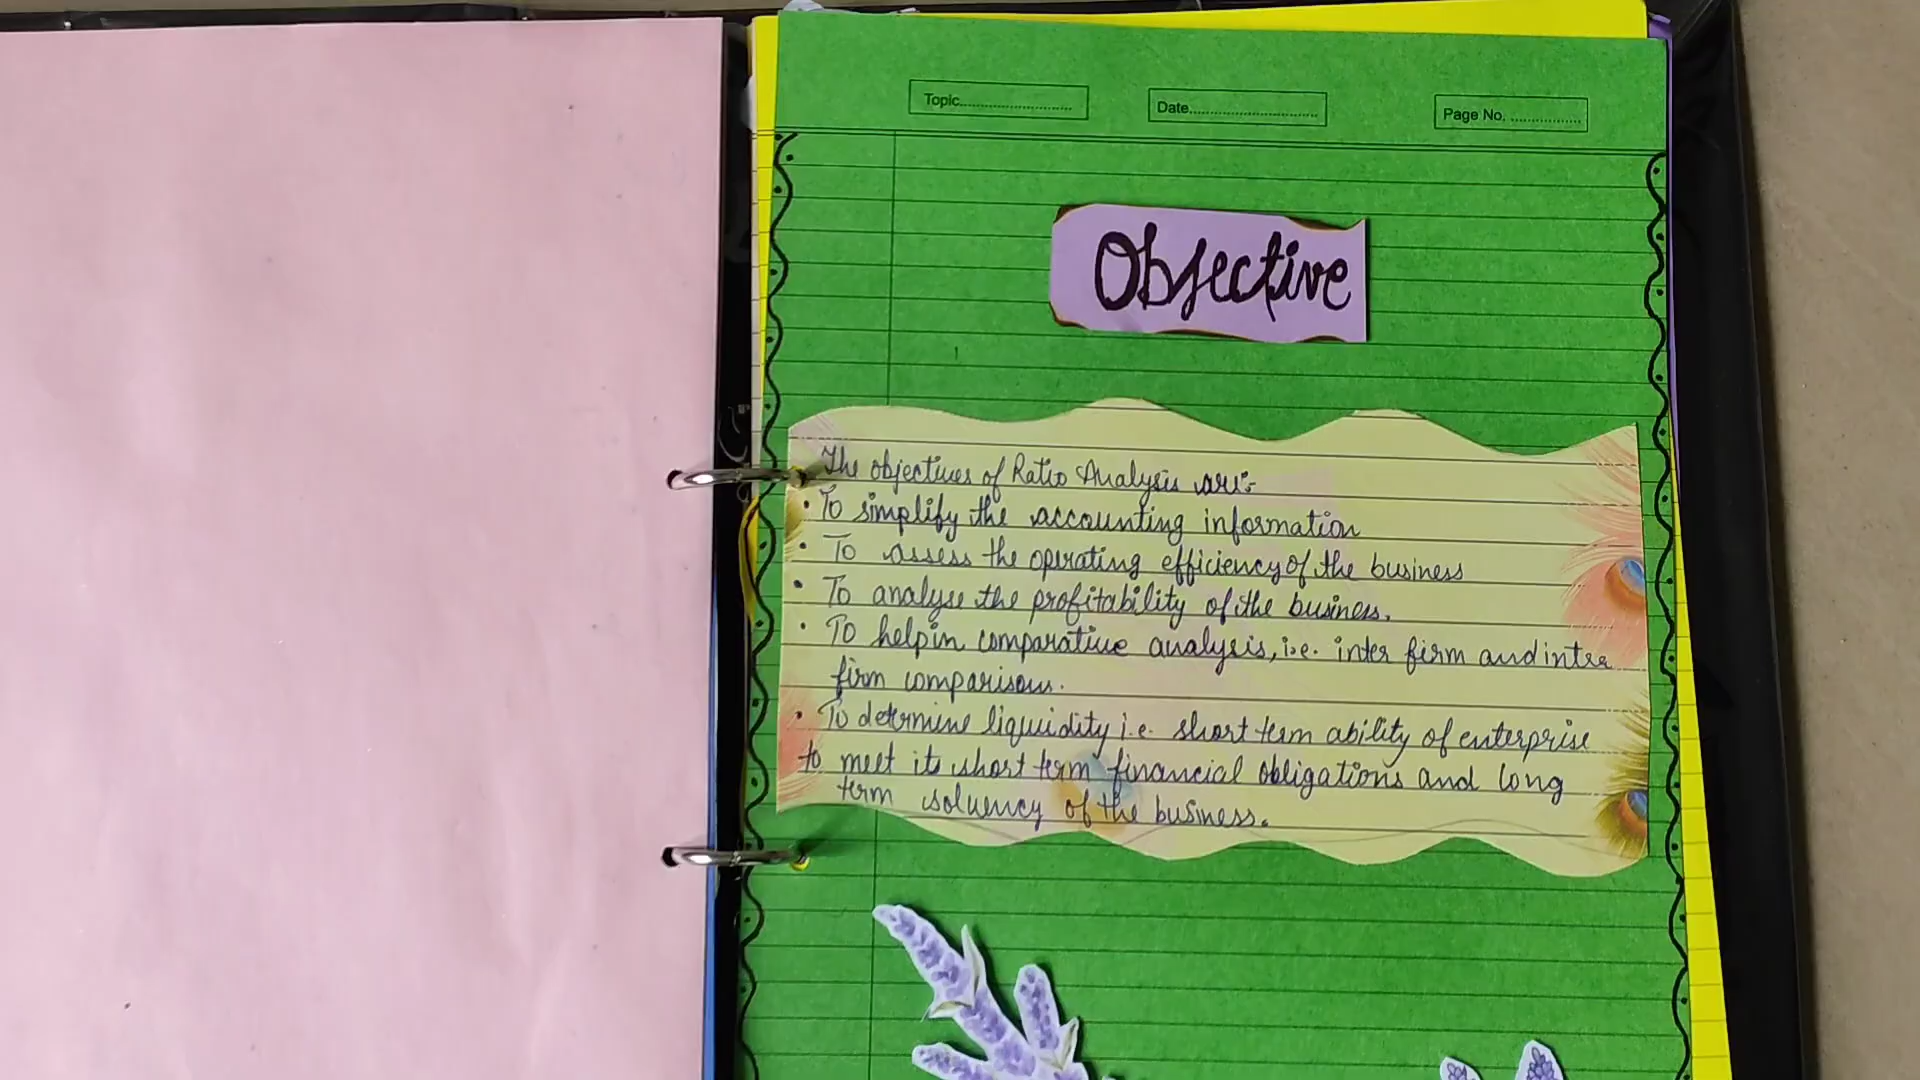 Topic............................
Date................................
Page No. ..................
Objective
The objectives of Ratio Analysis are:-
• To simplify the accounting information
• To assess the operating efficiency of the business
• To analyse the profitability of the business.
• To help in comparative analysis, i.e. inter firm and intra
firm comparisons.
• To determine liquidity i.e. short term ability of enterprise
to meet its short term financial obligations and long
term solvency of the business.